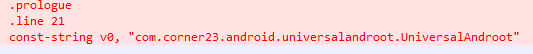 .prologue
.line 21
const-string v0, "com.corner23.android.universalandroot.UniversalAndroot"